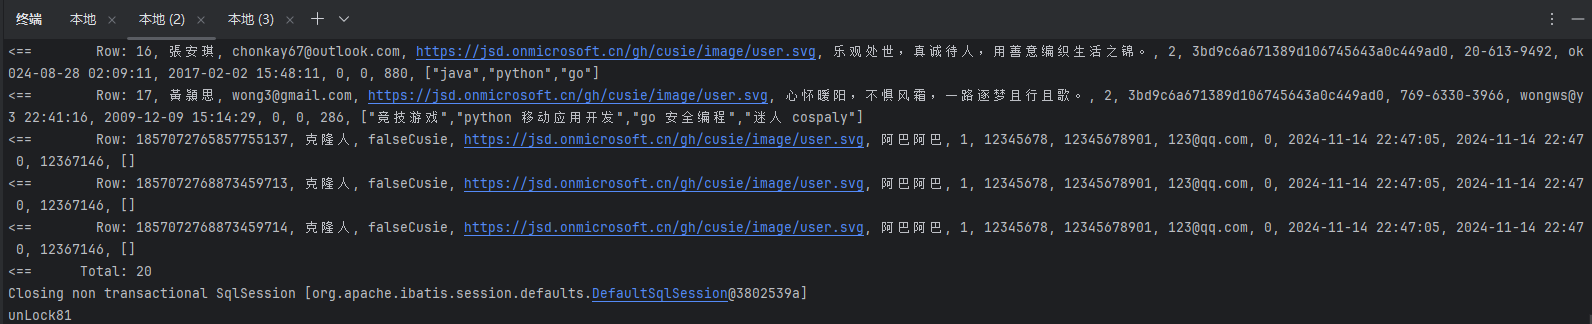 终端 本地 × 本地 (2) × 本地 (3) ×
<== Row: 16, 張安琪, chonkay67@outlook.com, https://jsd.onmicrosoft.cn/gh/cusie/image/user.svg, 乐观处世，真诚待人，用善意编织生活之锦。, 2, 3bd9c6a671389d106745643a0c449ad0, 20-613-9492, ok
024-08-28 02:09:11, 2017-02-02 15:48:11, 0, 0, 880, ["java","python","go"]
<== Row: 17, 黃穎思, wong3@gmail.com, https://jsd.onmicrosoft.cn/gh/cusie/image/user.svg, 心怀暖阳，不惧风霜，一路逐梦且行且歌。, 2, 3bd9c6a671389d106745643a0c449ad0, 769-6330-3966, wongws@y
3 22:41:16, 2009-12-09 15:14:29, 0, 0, 286, ["竞技游戏","python 移动应用开发","go 安全编程","迷人 cospaly"]
<== Row: 1857072765857755137, 克隆人, falseCusie, https://jsd.onmicrosoft.cn/gh/cusie/image/user.svg, 阿巴阿巴, 1, 12345678, 12345678901, 123@qq.com, 0, 2024-11-14 22:47:05, 2024-11-14 22:47
0, 12367146, []
<== Row: 1857072768873459713, 克隆人, falseCusie, https://jsd.onmicrosoft.cn/gh/cusie/image/user.svg, 阿巴阿巴, 1, 12345678, 12345678901, 123@qq.com, 0, 2024-11-14 22:47:05, 2024-11-14 22:47
0, 12367146, []
<== Row: 1857072768873459714, 克隆人, falseCusie, https://jsd.onmicrosoft.cn/gh/cusie/image/user.svg, 阿巴阿巴, 1, 12345678, 12345678901, 123@qq.com, 0, 2024-11-14 22:47:05, 2024-11-14 22:47
0, 12367146, []
<== Total: 20
Closing non transactional SqlSession [org.apache.ibatis.session.defaults.DefaultSqlSession@3802539a]
unLock81